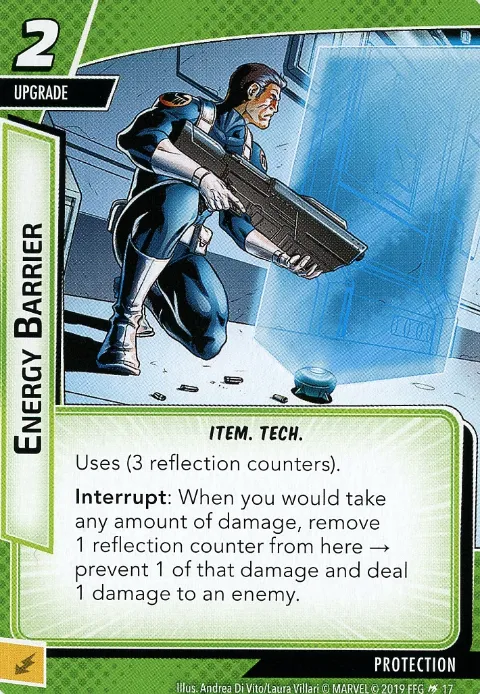 2
UPGRADE
ENERGY BARRIER
ITEM. TECH.
Uses (3 reflection counters).
Interrupt: When you would take
any amount of damage, remove
1 reflection counter from here →
prevent 1 of that damage and deal
1 damage to an enemy.
PROTECTION
Illus. Andrea Di Vito/Laura Villari © MARVEL © 2019 FFG 17